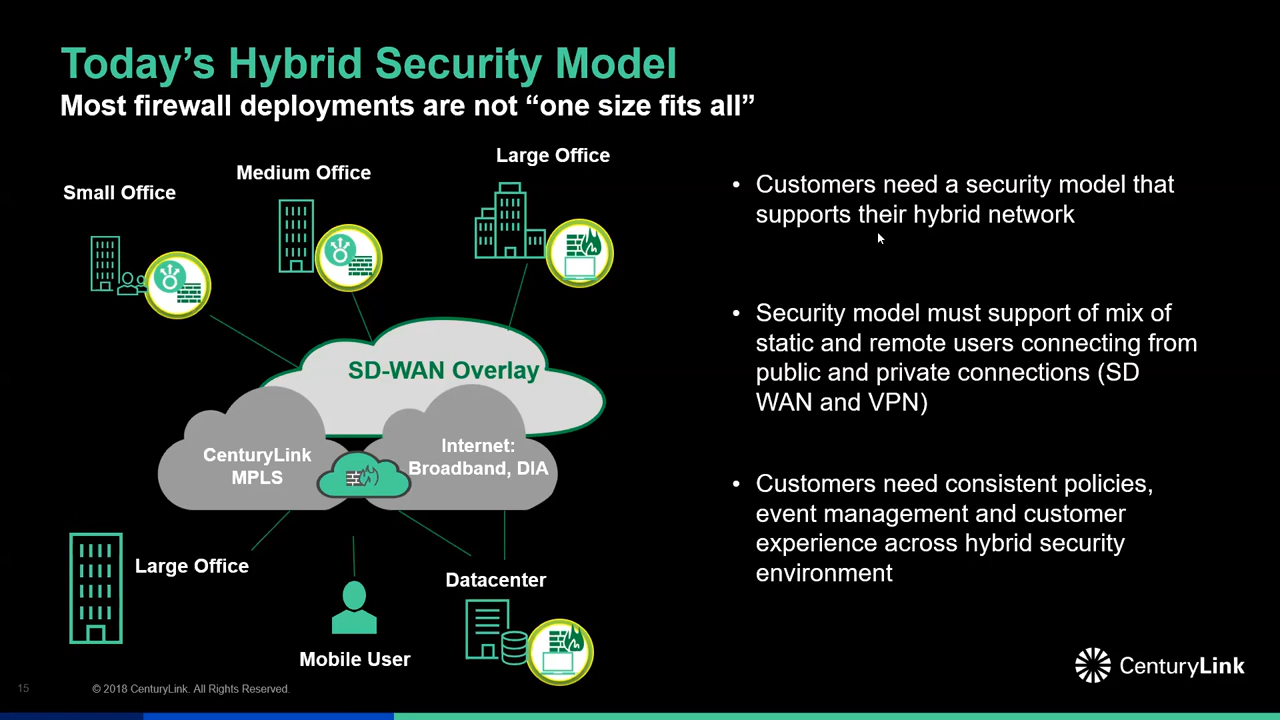 Today’s Hybrid Security Model
Most firewall deployments are not “one size fits all”
Small Office
Medium Office
Large Office
SD-WAN Overlay
CenturyLink
MPLS
Internet:
Broadband, DIA
Large Office
Mobile User
Datacenter
• Customers need a security model that
supports their hybrid network
• Security model must support of mix of
static and remote users connecting from
public and private connections (SD
WAN and VPN)
• Customers need consistent policies,
event management and customer
experience across hybrid security
environment
15
© 2018 CenturyLink. All Rights Reserved.
CenturyLink